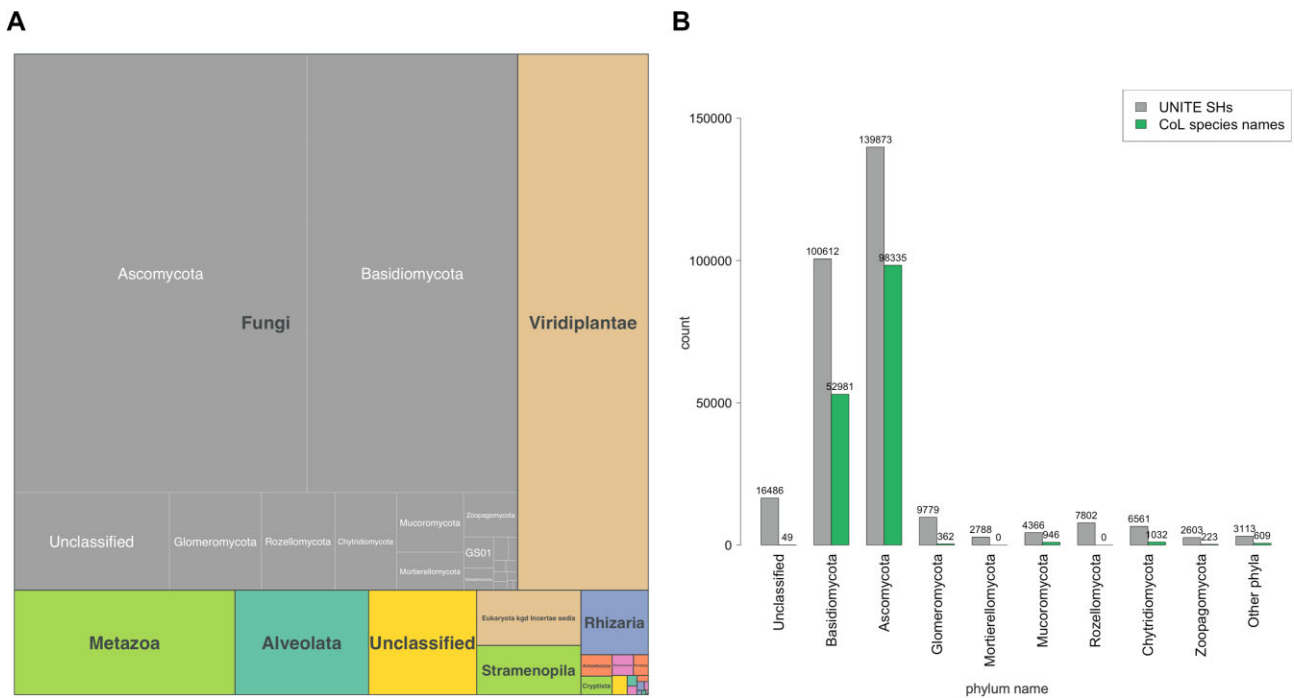 A
Ascomycota
Basidiomycota
Fungi
Viridiplantae
Unclassified
Glomeromycota
Rozellomycota
Chytridiomycota
Mucoromycota
Mortierellomycota
Zoopagomycota
GS01
Metazoa
Alveolata
Unclassified
Eukaryota kgd Incertae sedis
Stramenopila
Rhizaria
Cryptista
B
UNITE SHs
CoL species names
count
150000
100000
50000
0
16486
49
100612
52981
139873
98335
9779
362
2788
0
4366
946
7802
0
6561
1032
2603
223
3113
609
Unclassified
Basidiomycota
Ascomycota
Glomeromycota
Mortierellomycota
Mucoromycota
Rozellomycota
Chytridiomycota
Zoopagomycota
Other phyla
phylum name